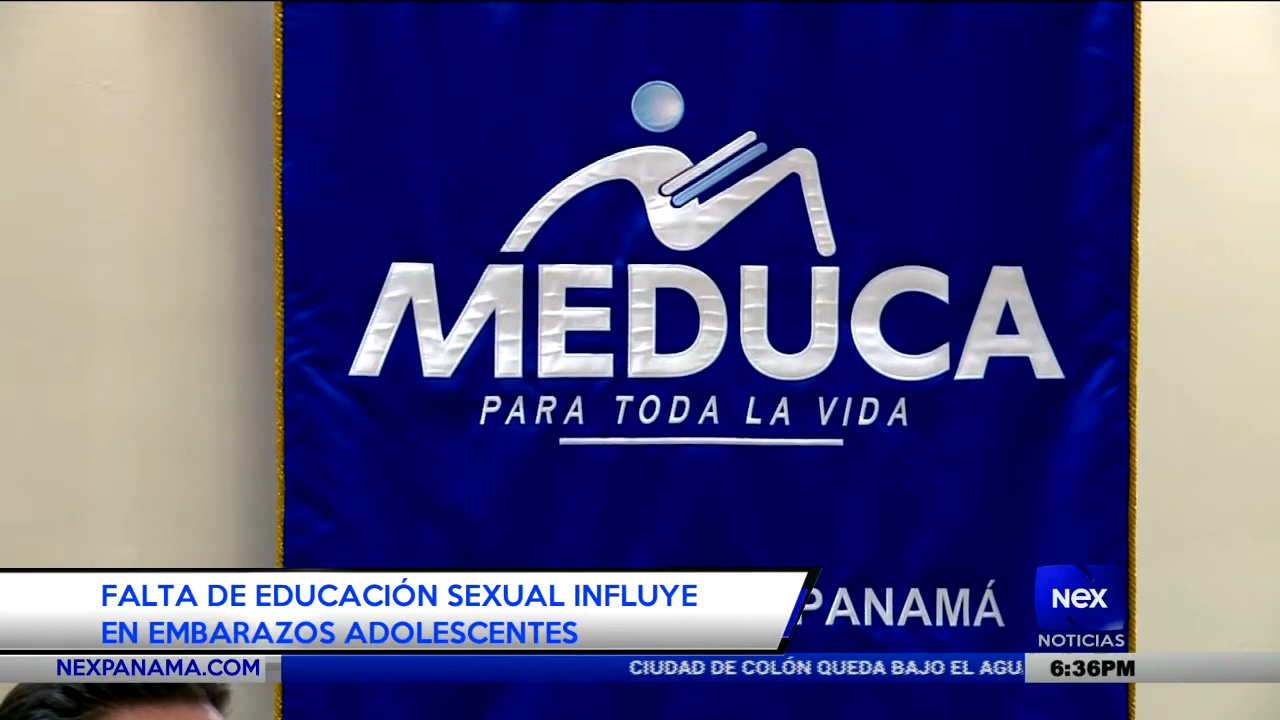 MEDUCA
PARA TODA LA VIDA
PANAMÁ
FALTA DE EDUCACIÓN SEXUAL INFLUYE
EN EMBARAZOS ADOLESCENTES
NEX
NOTICIAS
NEXPANAMA.COM
CIUDAD DE COLÓN QUEDA BAJO EL AGU
6:36PM